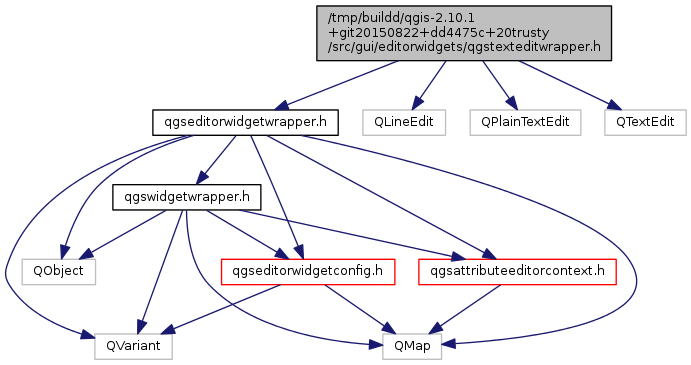 /tmp/buildd/qgis-2.10.1
+git20150822+dd4475c+20trusty
/src/gui/editorwidgets/qgstexteditwrapper.h
qgseditorwidgetwrapper.h
QLineEdit
QPlainTextEdit
QTextEdit
qgswidgetwrapper.h
QObject
qgseditorwidgetconfig.h
qgsattributeeditorcontext.h
QVariant
QMap